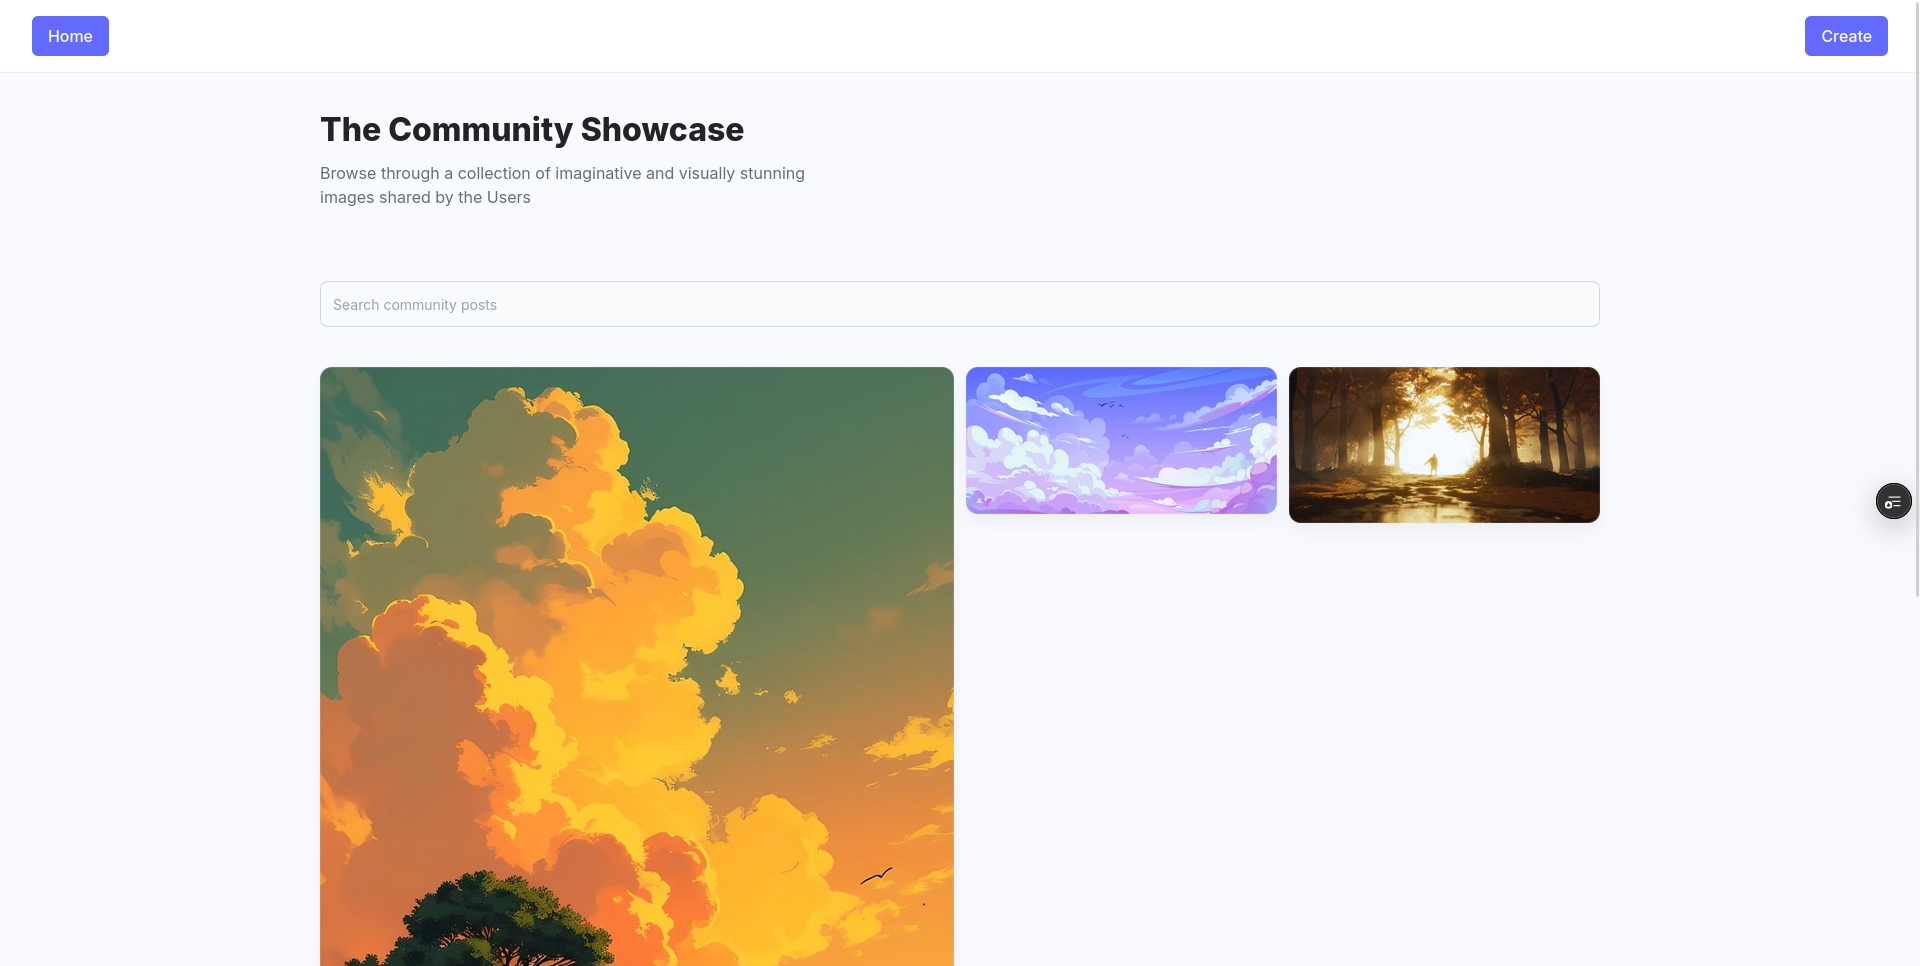 Home
Create
The Community Showcase
Browse through a collection of imaginative and visually stunning
images shared by the Users
Search community posts